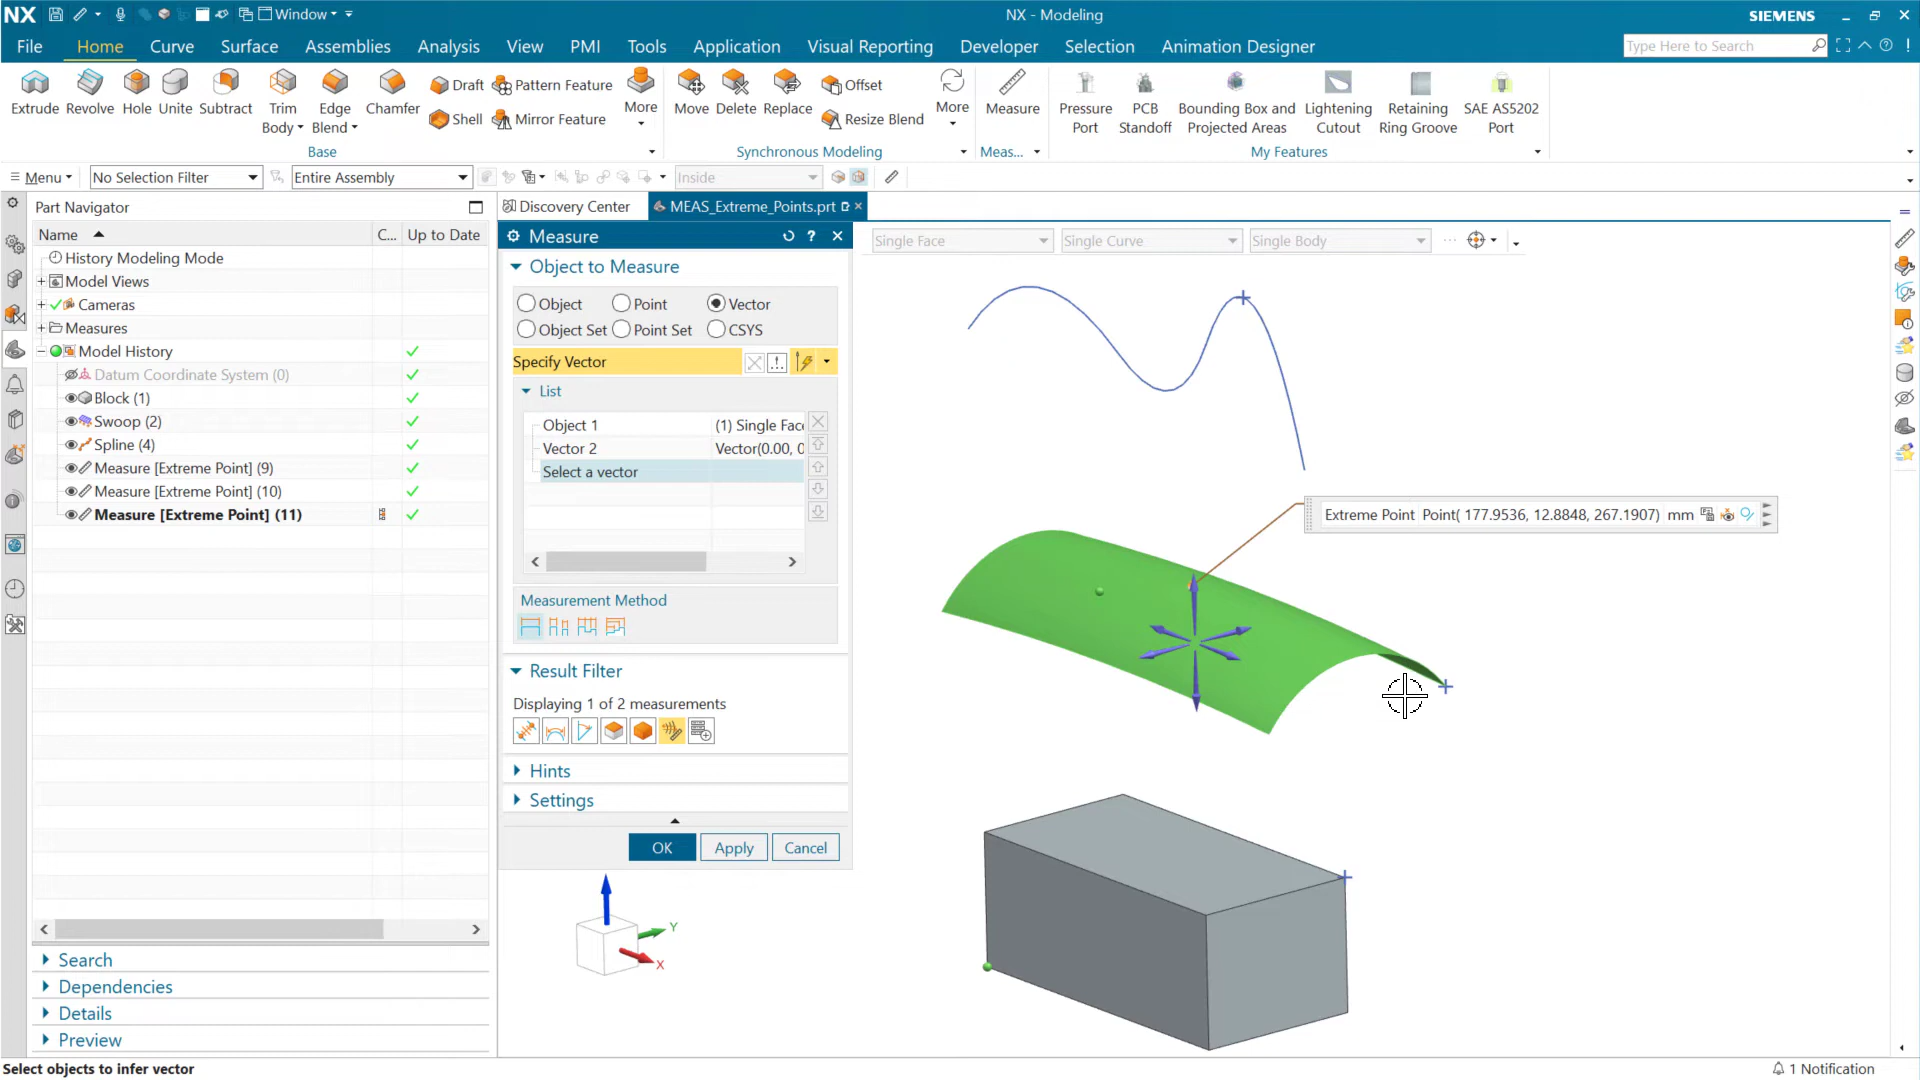 NX Window NX - Modeling SIEMENS
File Home Curve Surface Assemblies Analysis View PMI Tools Application Visual Reporting Developer Selection Animation Designer Type Here to Search
Extrude Revolve Hole Unite Subtract Trim Body Edge Blend Chamfer Draft Pattern Feature More Move Delete Replace Offset More Measure Pressure Port PCB Standoff Bounding Box and Projected Areas Lightening Cutout Retaining Ring Groove SAE AS5202 Port
Shell Mirror Feature Resize Blend
Base Synchronous Modeling Meas... My Features
Menu No Selection Filter Entire Assembly Inside
Part Navigator
Name C... Up to Date
History Modeling Mode
Model Views
Cameras
Measures
Model History
Datum Coordinate System (0)
Block (1)
Swoop (2)
Spline (4)
Measure [Extreme Point] (9)
Measure [Extreme Point] (10)
Measure [Extreme Point] (11)
Search
Dependencies
Details
Preview
Discovery Center MEAS_Extreme_Points.prt
Measure
Object to Measure
Object Point Vector
Object Set Point Set CSYS
Specify Vector
List
Object 1 (1) Single Face
Vector 2 Vector(0.00, 0
Select a vector
Measurement Method
Result Filter
Displaying 1 of 2 measurements
Hints
Settings
OK Apply Cancel
Single Face Single Curve Single Body
Extreme Point Point( 177.9536, 12.8848, 267.1907) mm
Y
X
Select objects to infer vector 1 Notification